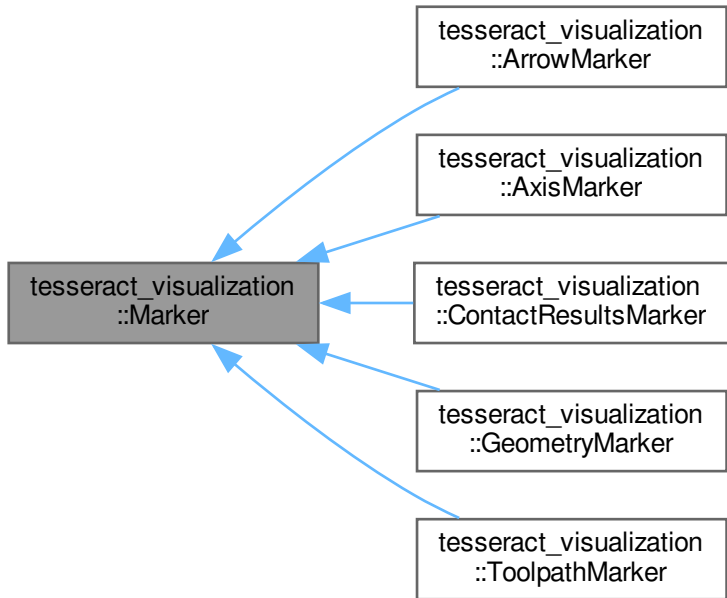 tesseract_visualization
::ArrowMarker
tesseract_visualization
::AxisMarker
tesseract_visualization
::Marker
tesseract_visualization
::ContactResultsMarker
tesseract_visualization
::GeometryMarker
tesseract_visualization
::ToolpathMarker